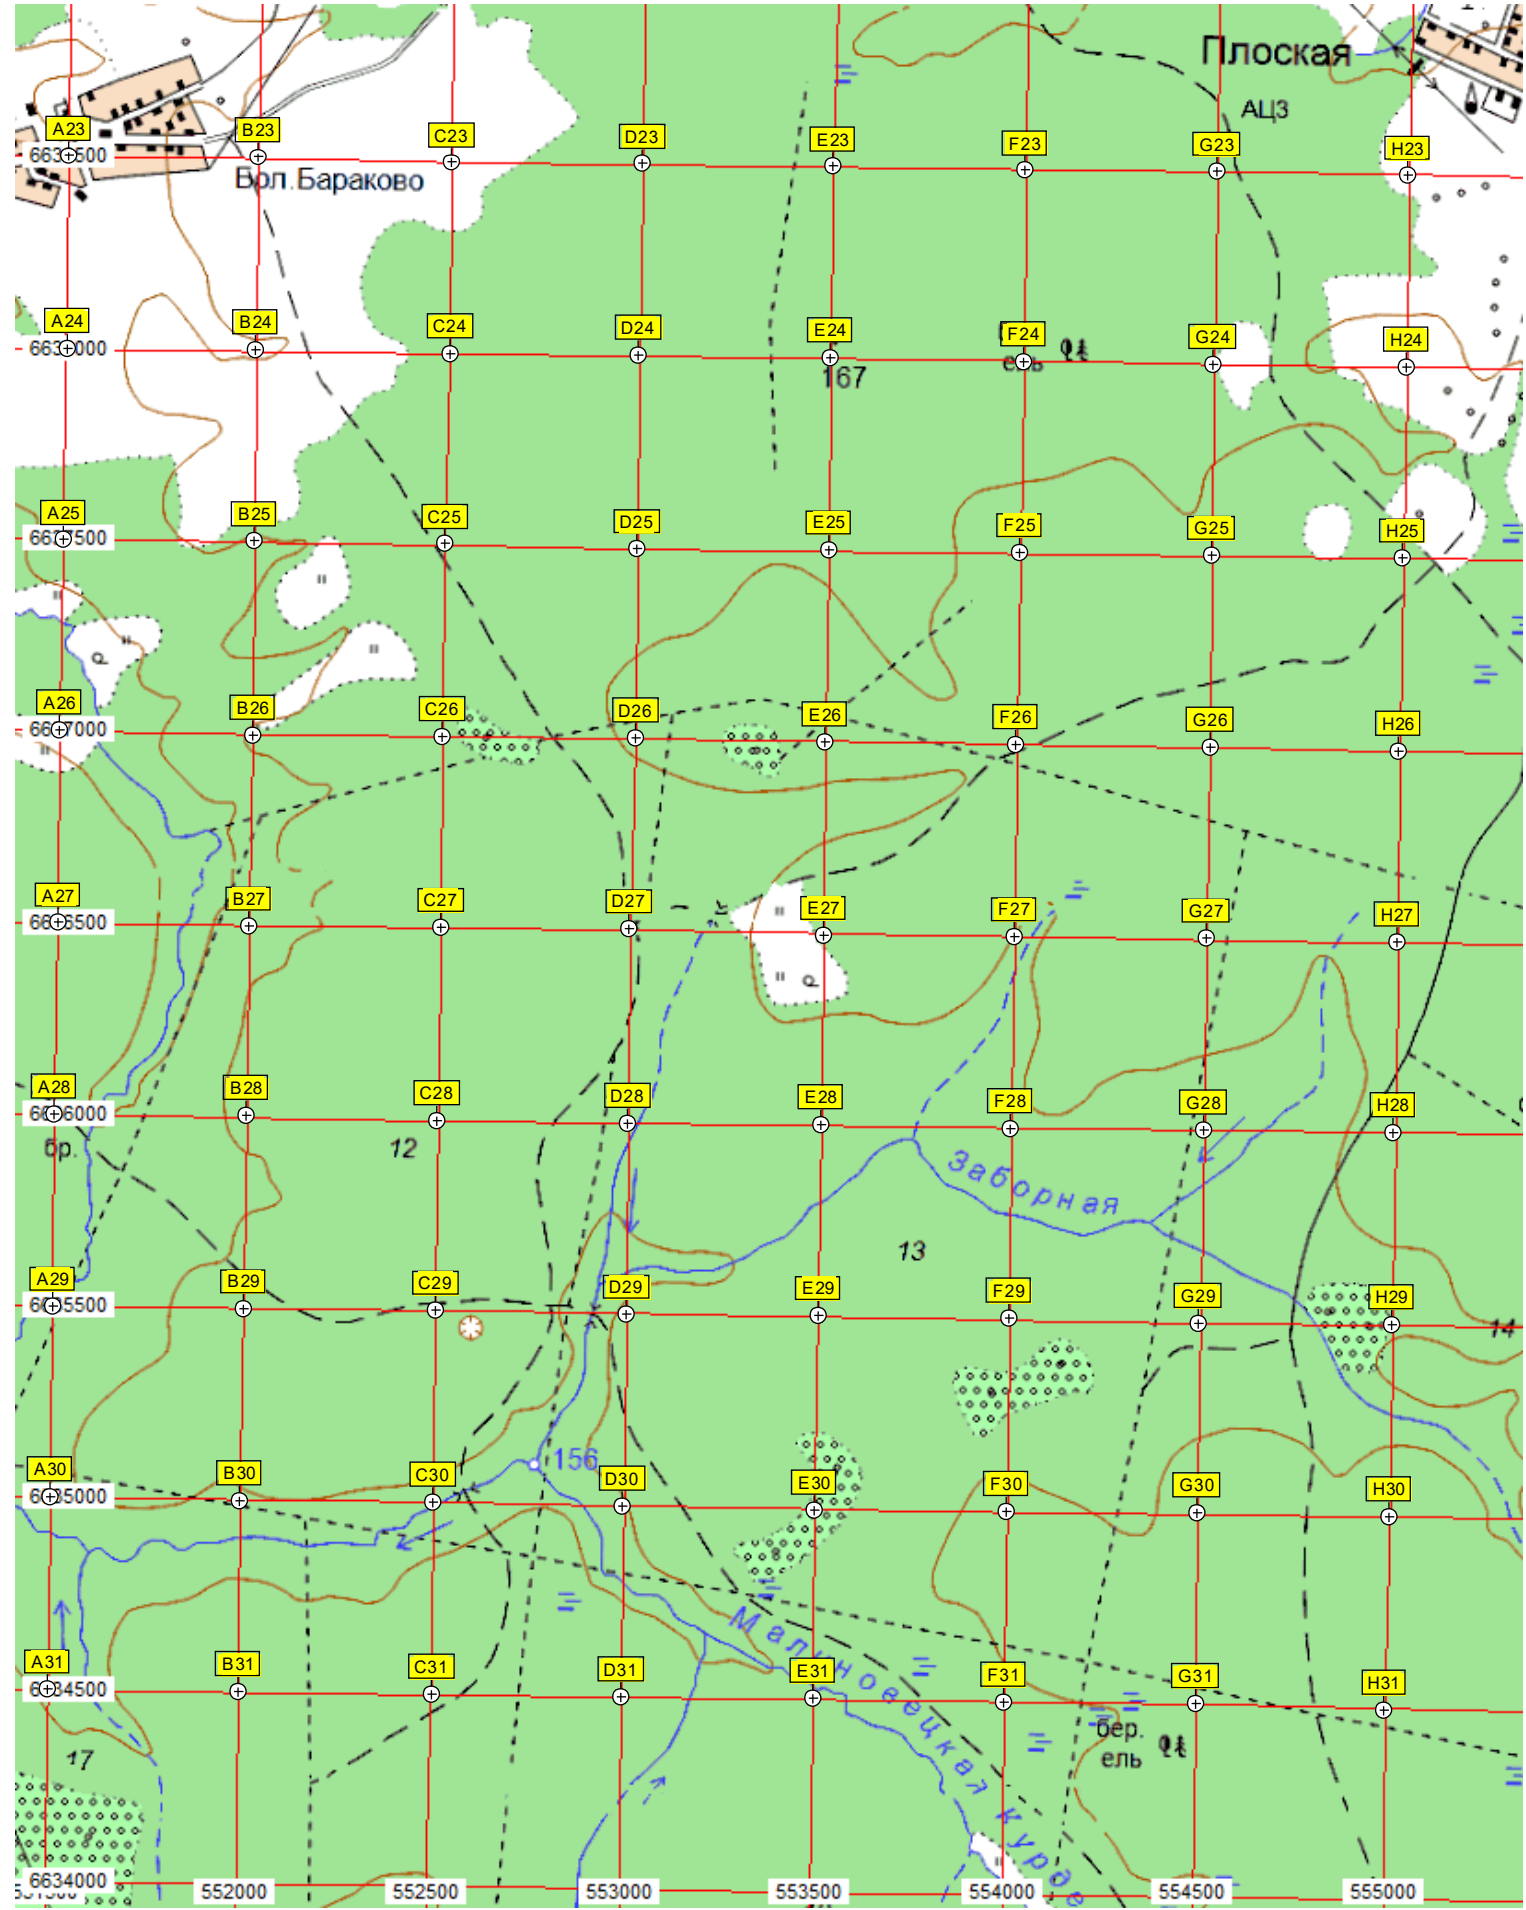 Плоская
АЦ3
A23 B23 C23 D23 E23 F23 G23 H23
Врл.Бараково
A24 B24 C24 D24 E24 F24 G24 H24
167
A25 B25 C25 D25 E25 F25 G25 H25
A26 B26 C26 D26 E26 F26 G26 H26
A27 B27 C27 D27 E27 F27 G27 H27
A28 B28 C28 D28 E28 F28 G28 H28
бр.
12
Заборная
13
A29 B29 C29 D29 E29 F29 G29 H29
14
156
A30 B30 C30 D30 E30 F30 G30 H30
Малиновецкая курде
A31 B31 C31 D31 E31 F31 G31 H31
бер.
ель
17
6634000
552000 552500 553000 553500 554000 554500 555000